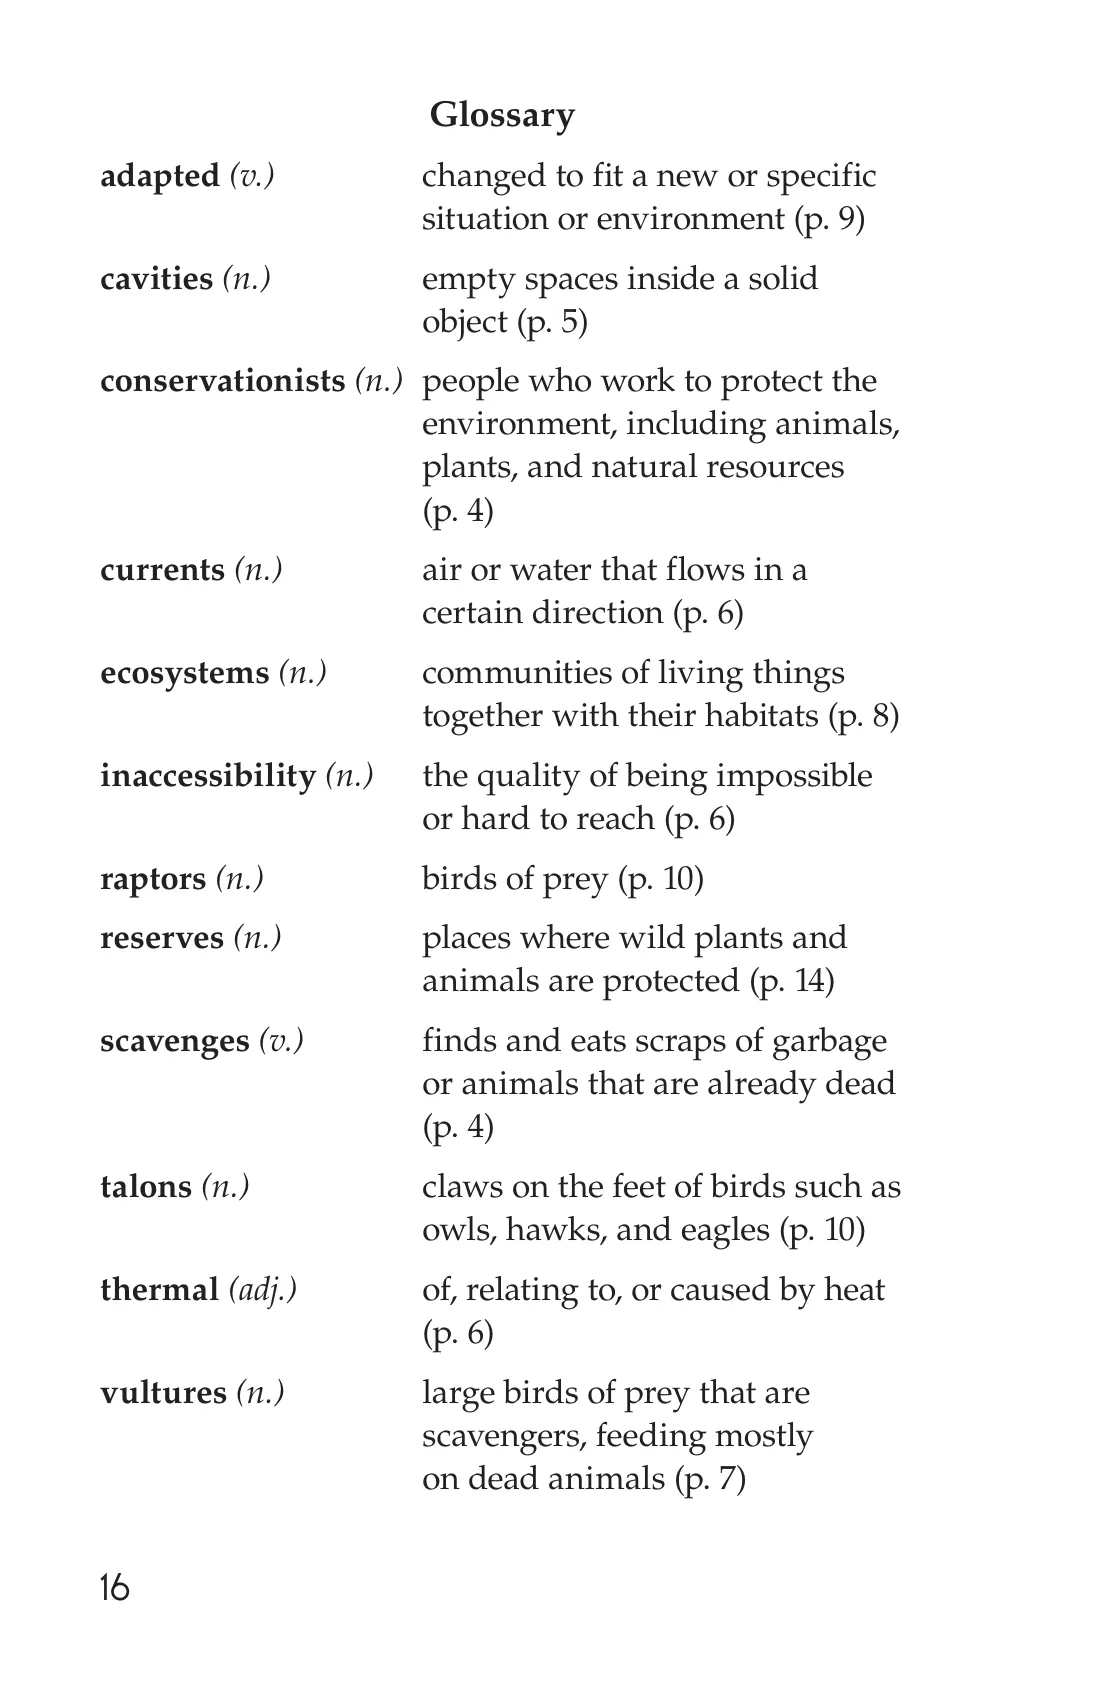 Glossary
adapted (v.) changed to fit a new or specific
situation or environment (p. 9)
cavities (n.) empty spaces inside a solid
object (p. 5)
conservationists (n.) people who work to protect the
environment, including animals,
plants, and natural resources
(p. 4)
currents (n.) air or water that flows in a
certain direction (p. 6)
ecosystems (n.) communities of living things
together with their habitats (p. 8)
inaccessibility (n.) the quality of being impossible
or hard to reach (p. 6)
raptors (n.) birds of prey (p. 10)
reserves (n.) places where wild plants and
animals are protected (p. 14)
scavenges (v.) finds and eats scraps of garbage
or animals that are already dead
(p. 4)
talons (n.) claws on the feet of birds such as
owls, hawks, and eagles (p. 10)
thermal (adj.) of, relating to, or caused by heat
(p. 6)
vultures (n.) large birds of prey that are
scavengers, feeding mostly
on dead animals (p. 7)
16